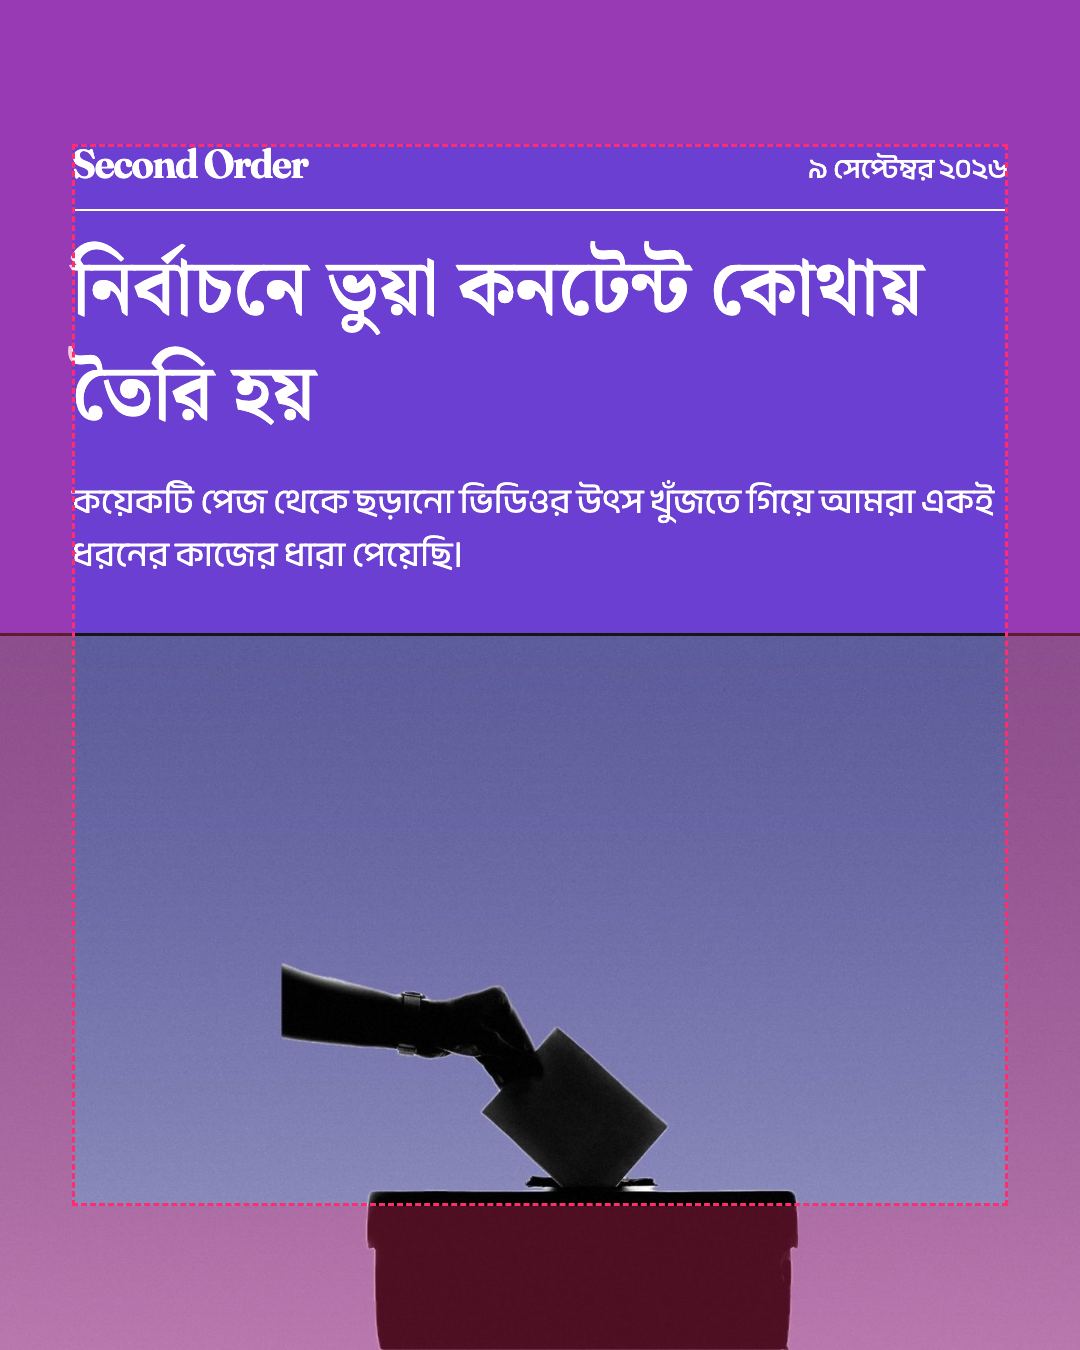 Second Order
৯ সেপ্টেম্বর ২০২৬
নির্বাচনে ভুয়া কনটেন্ট কোথায়
তৈরি হয়
কয়েকটি পেজ থেকে ছড়ানো ভিডিওর উৎস খুঁজতে গিয়ে আমরা একই
ধরনের কাজের ধারা পেয়েছি।